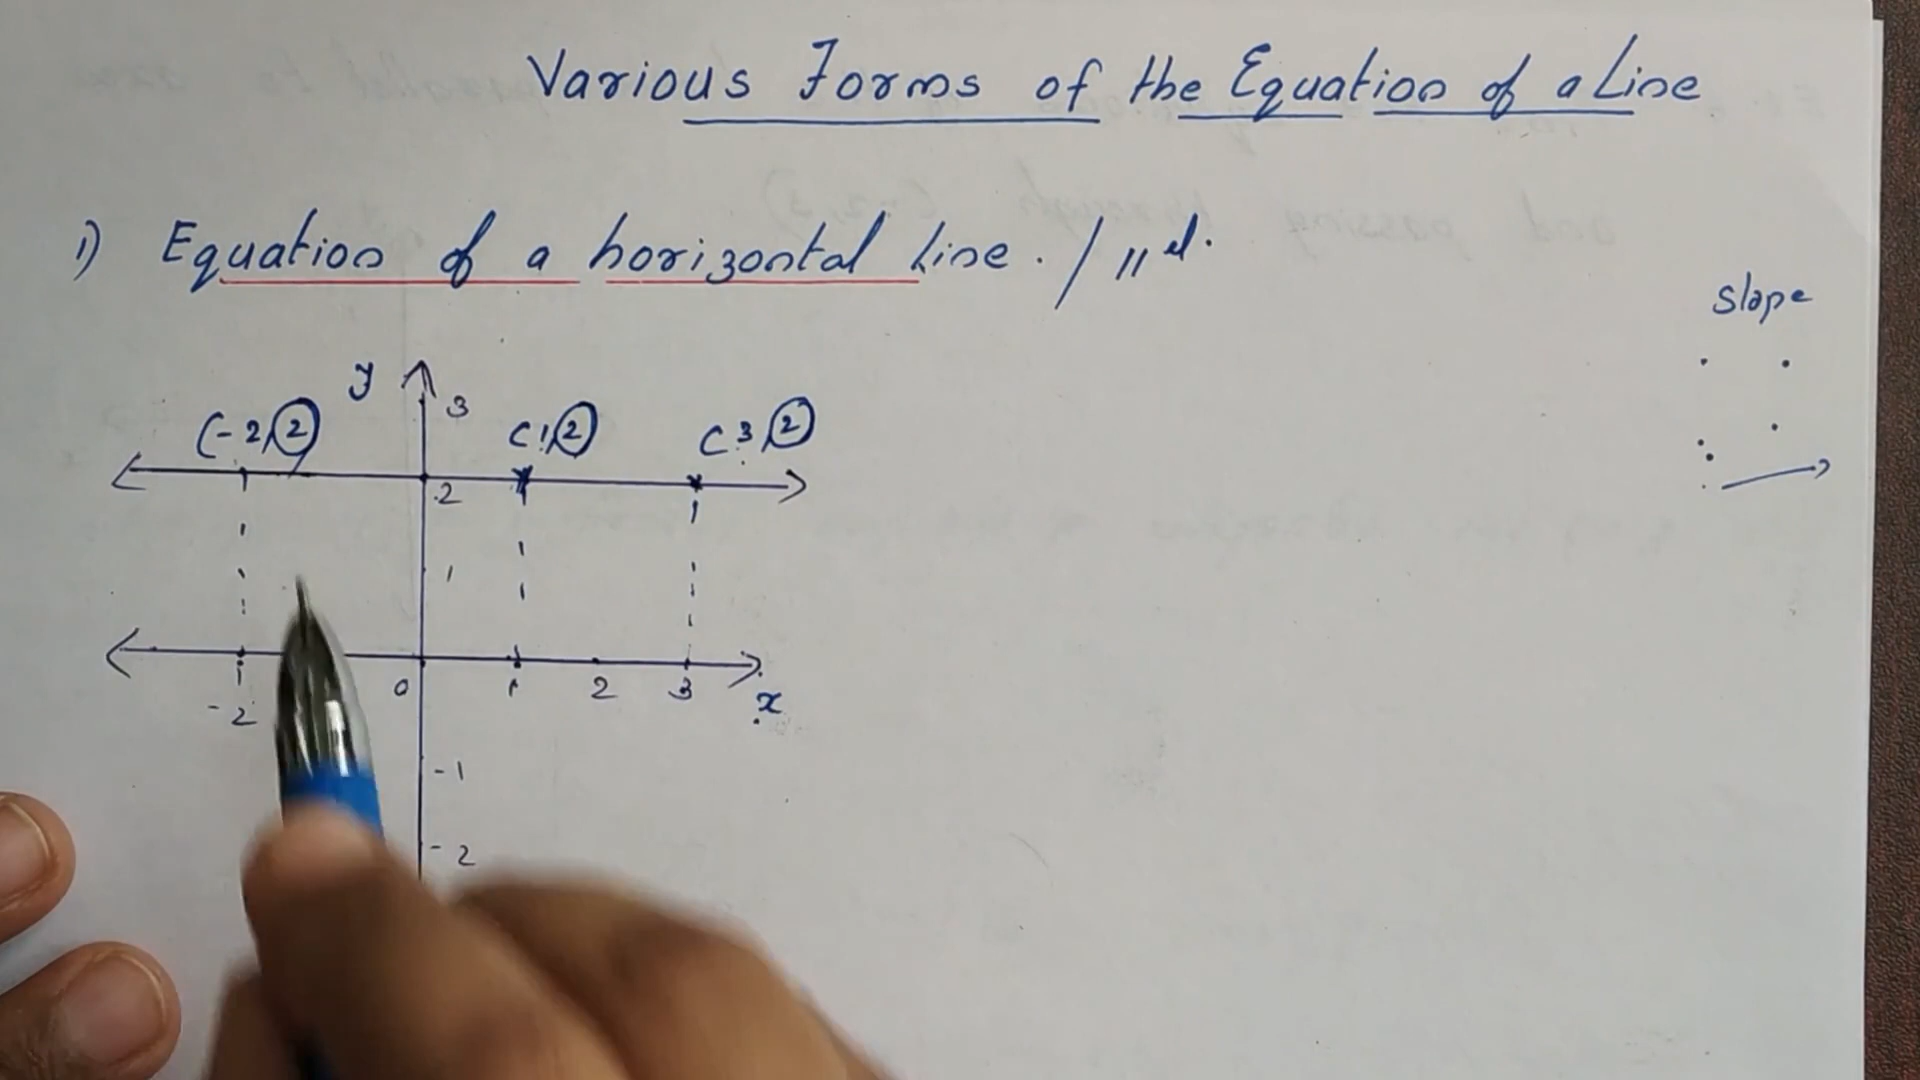 Various Forms of the Equation of a Line
1) Equation of a horizontal line. / 11 el.
Slope
y
3
(-2,2) (1,2 (3,2
2
1
0 1 2 3
-2
x
-1
-2